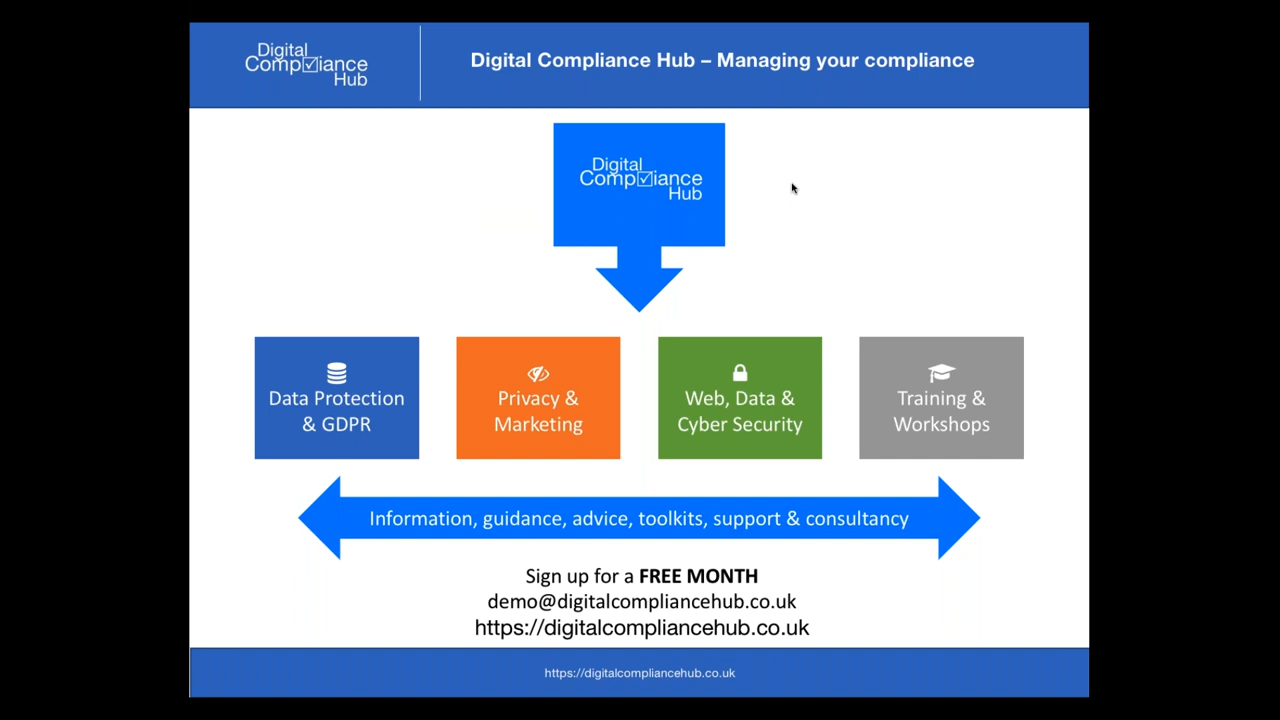 Digital
Compliance
Hub
Digital Compliance Hub – Managing your compliance
Digital
Compliance
Hub
Data Protection
& GDPR
Privacy &
Marketing
Web, Data &
Cyber Security
Training &
Workshops
Information, guidance, advice, toolkits, support & consultancy
Sign up for a FREE MONTH
demo@digitalcompliancehub.co.uk
https://digitalcompliancehub.co.uk
https://digitalcompliancehub.co.uk